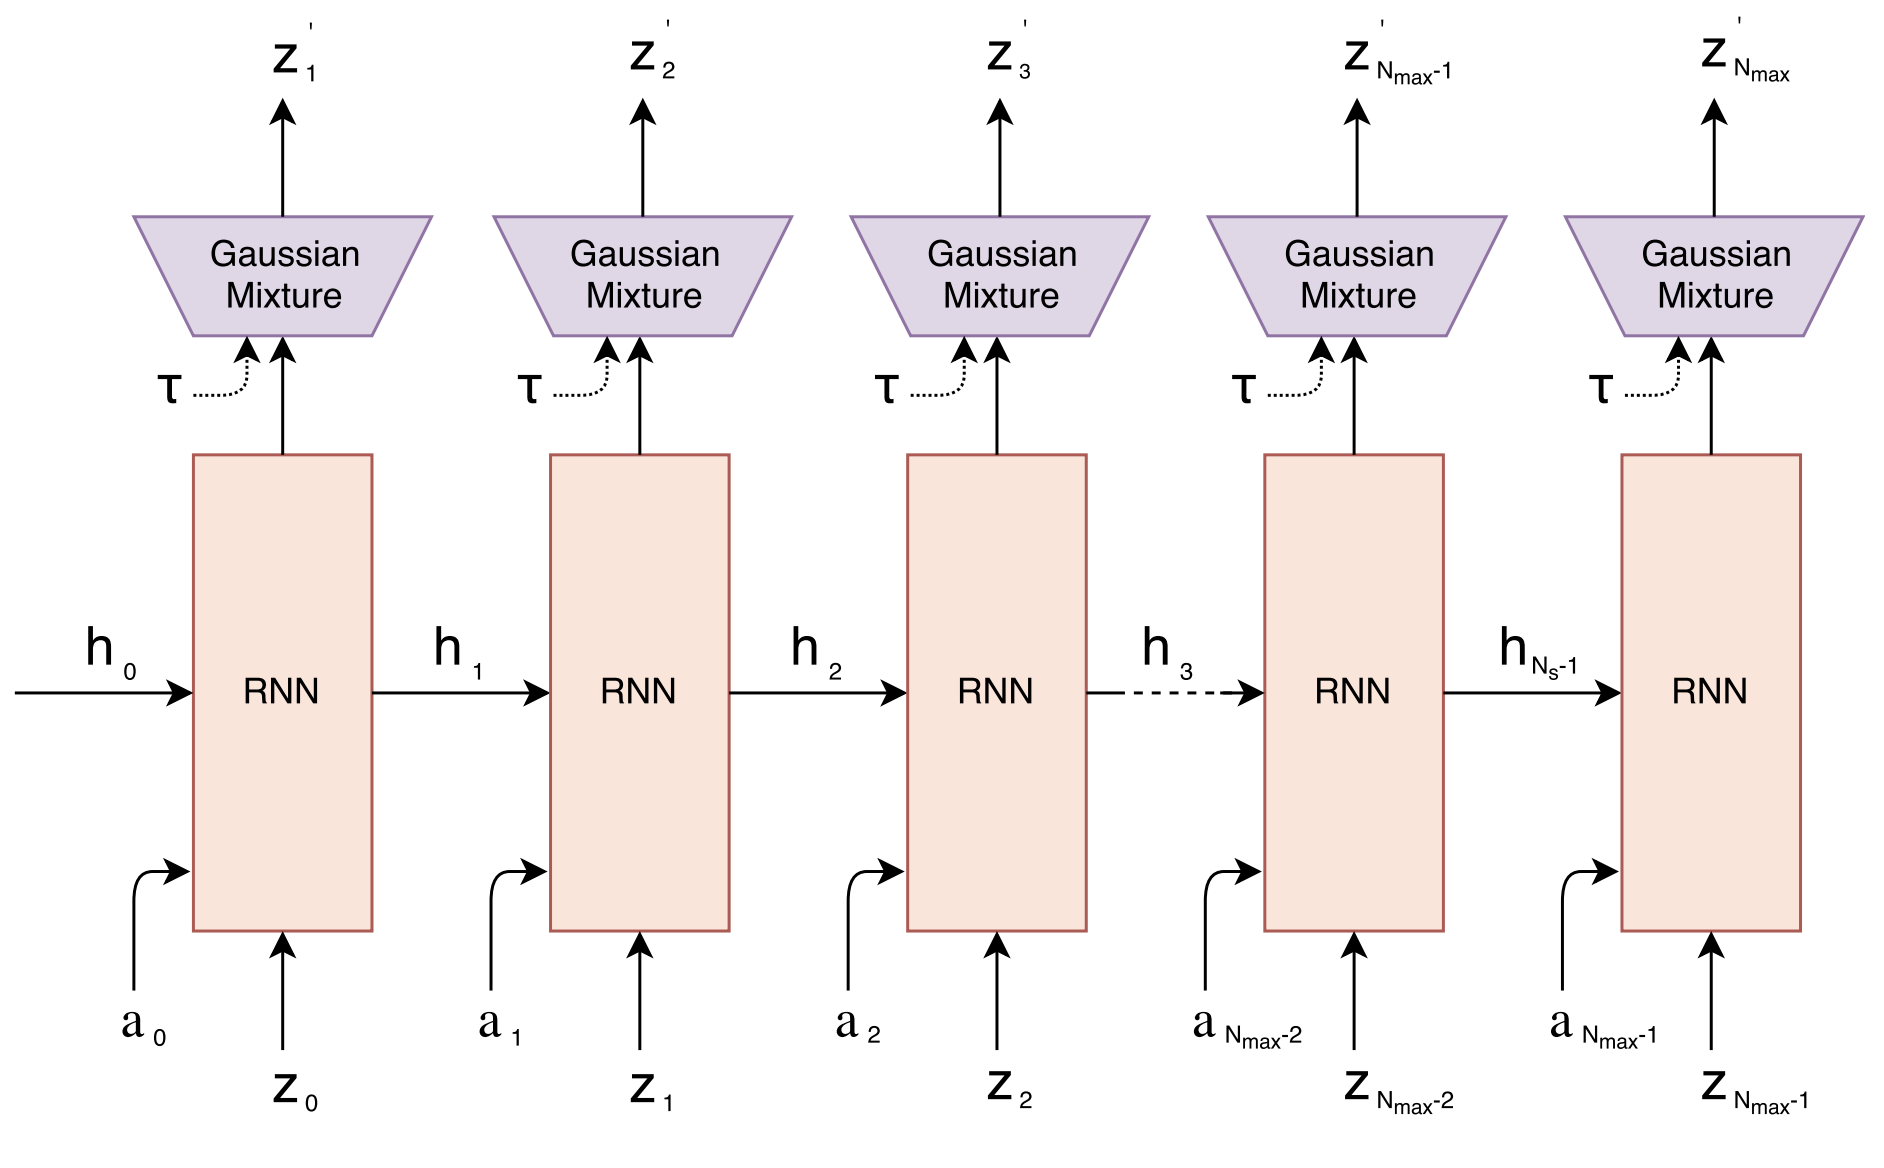 z'1 z'2 z'3 z'Nmax-1 z'Nmax
Gaussian Mixture
Gaussian Mixture
Gaussian Mixture
Gaussian Mixture
Gaussian Mixture
τ τ τ τ τ
h0 h1 h2 h3 hNs-1
RNN RNN RNN RNN RNN
a0 a1 a2 aNmax-2 aNmax-1
z0 z1 z2 zNmax-2 zNmax-1